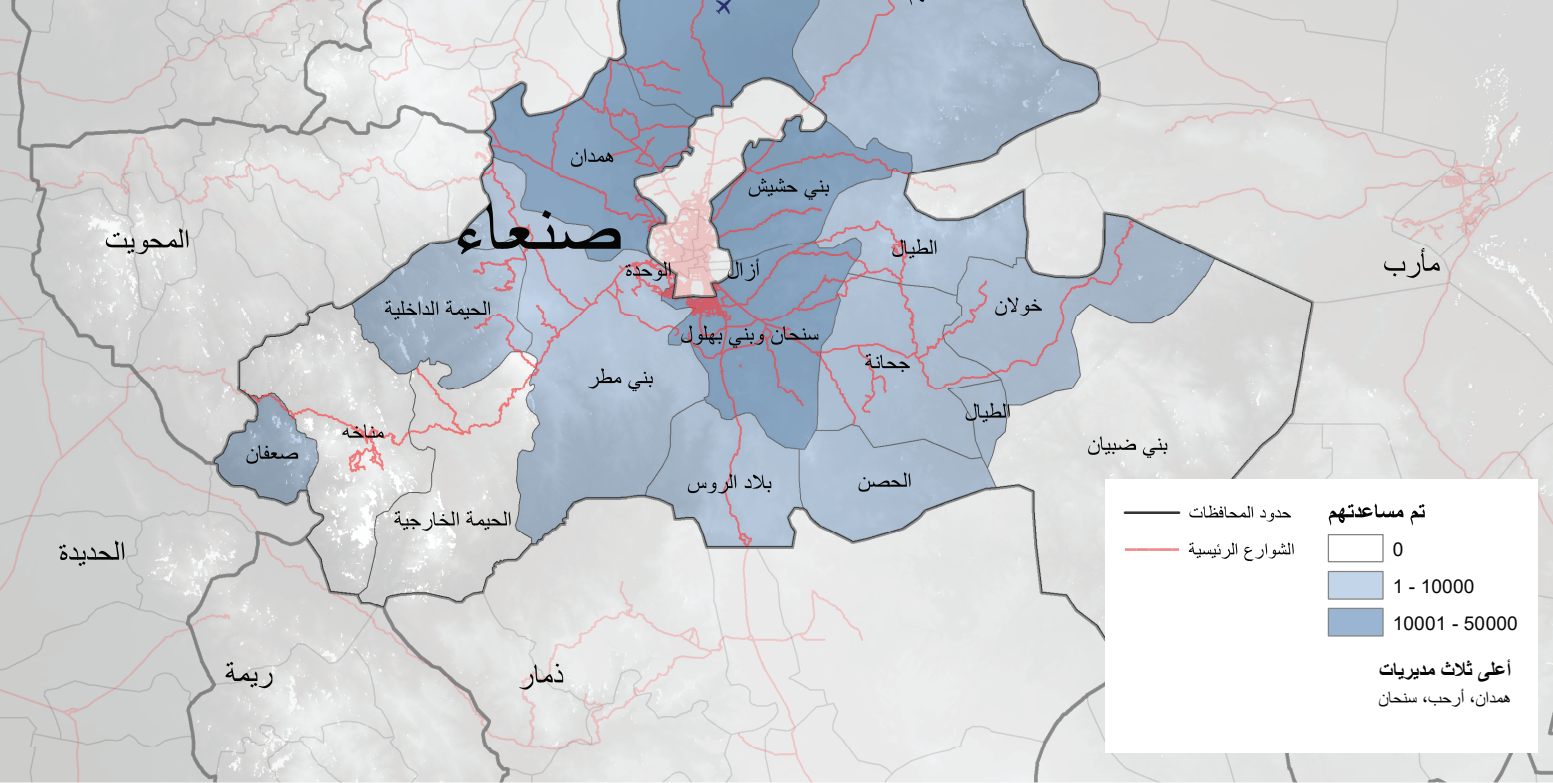 همدان
بني حشيش
صنعاء
المحويت
الطيال
مأرب
الوحدة
أزال
الحيمة الداخلية
خولان
سنحان وبني بهلول
جحانة
بني مطر
الطيال
مناخه
صعفان
بني ضبيان
بلاد الروس
الحصن
الحيمة الخارجية
الحديدة
ريمة
ذمار
تم مساعدتهم
حدود المحافظات
الشوارع الرئيسية
0
1 - 10000
10001 - 50000
أعلى ثلاث مديريات
همدان، أرحب، سنحان